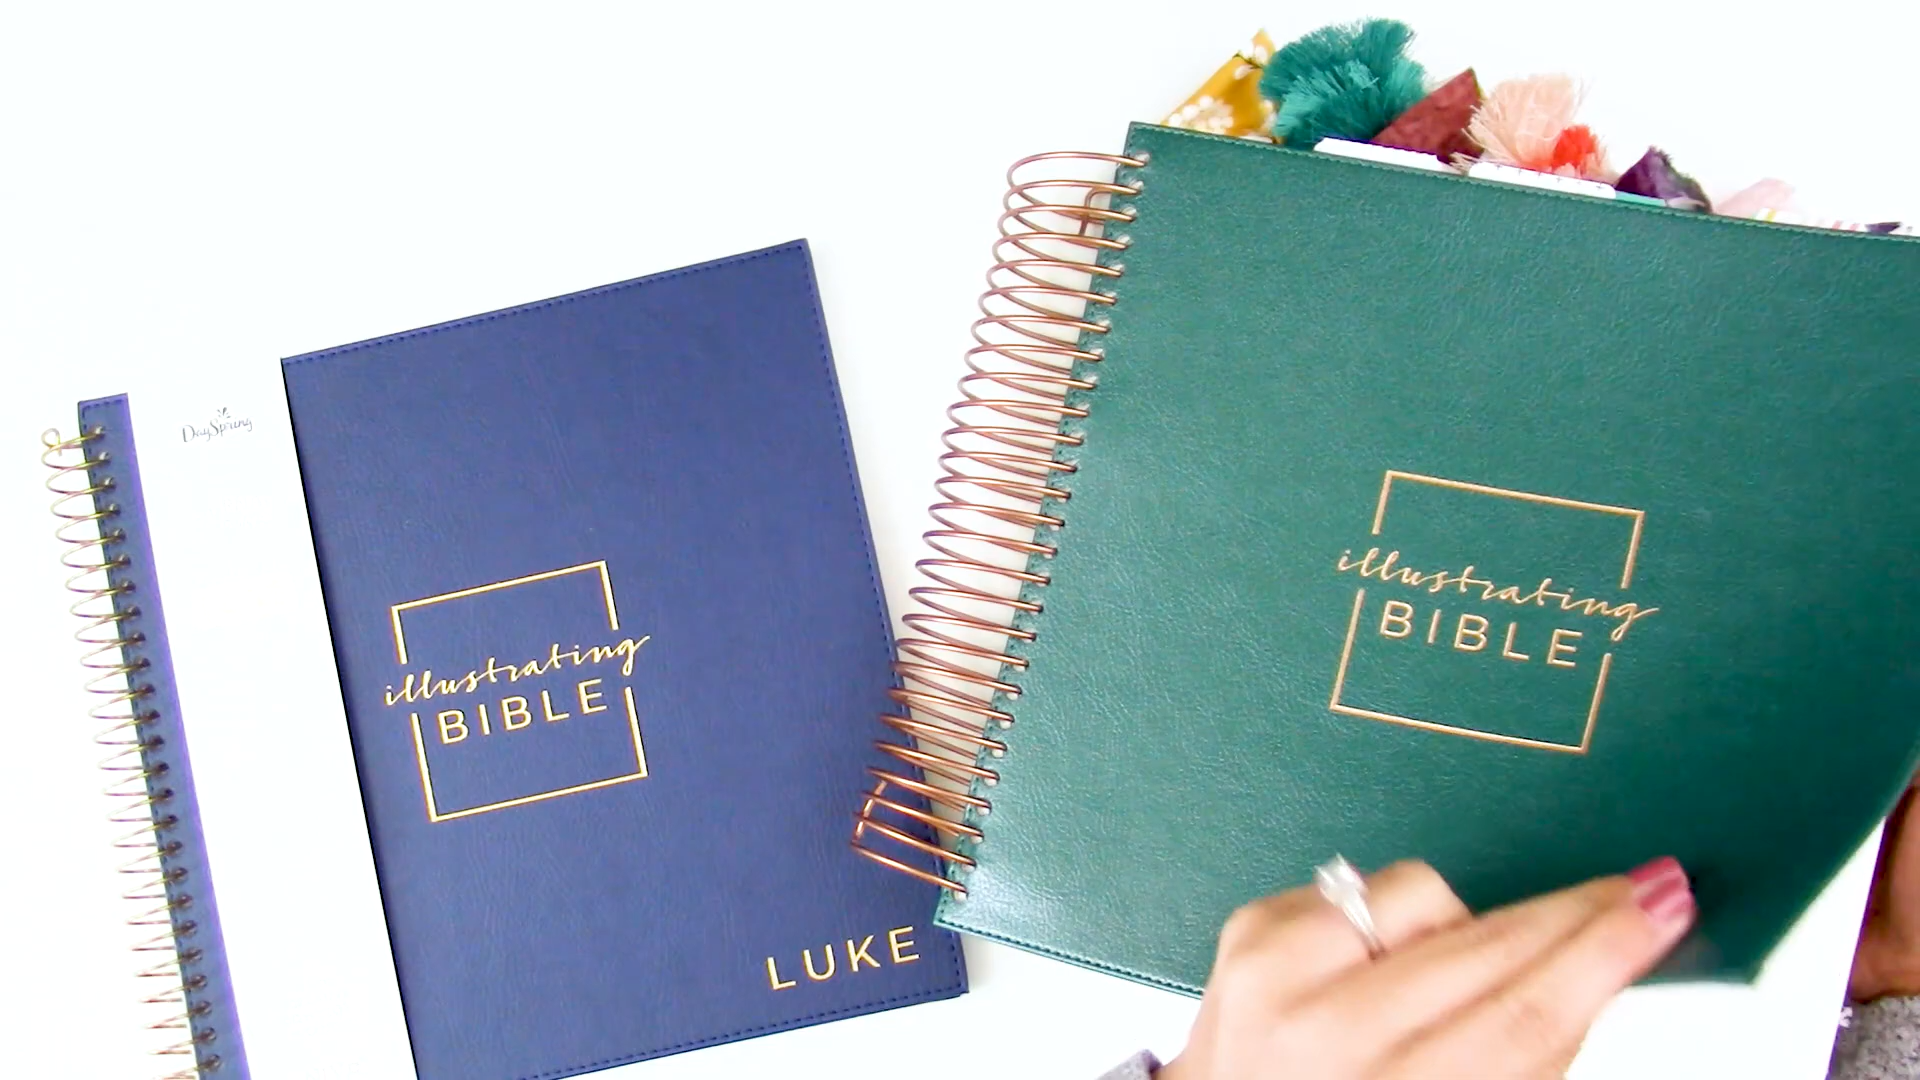 DaySpring
illustrating
BIBLE
LUKE
illustrating
BIBLE